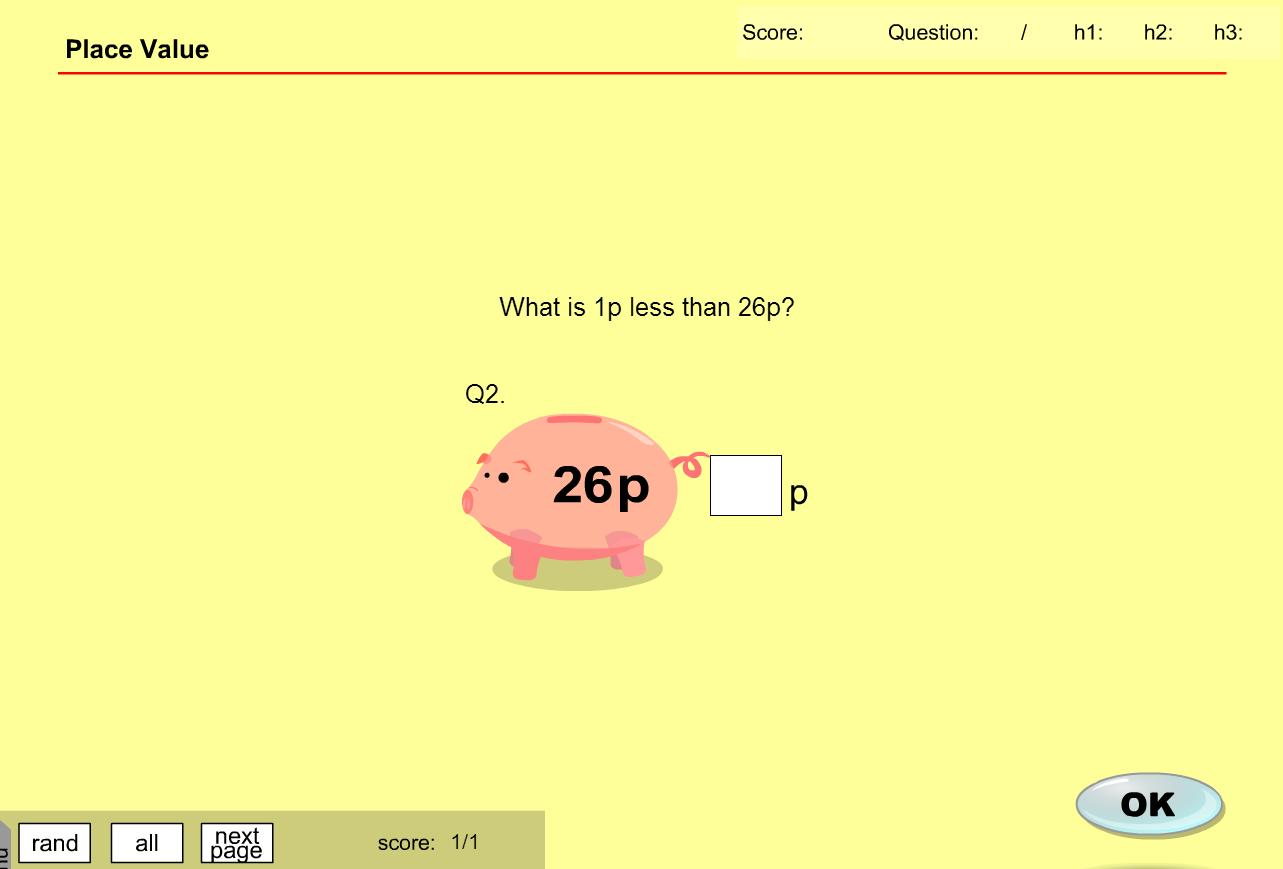 Place Value
Score: Question: / h1: h2: h3:
What is 1p less than 26p?
Q2.
26p
p
OK
rand
all
next
page
score: 1/1